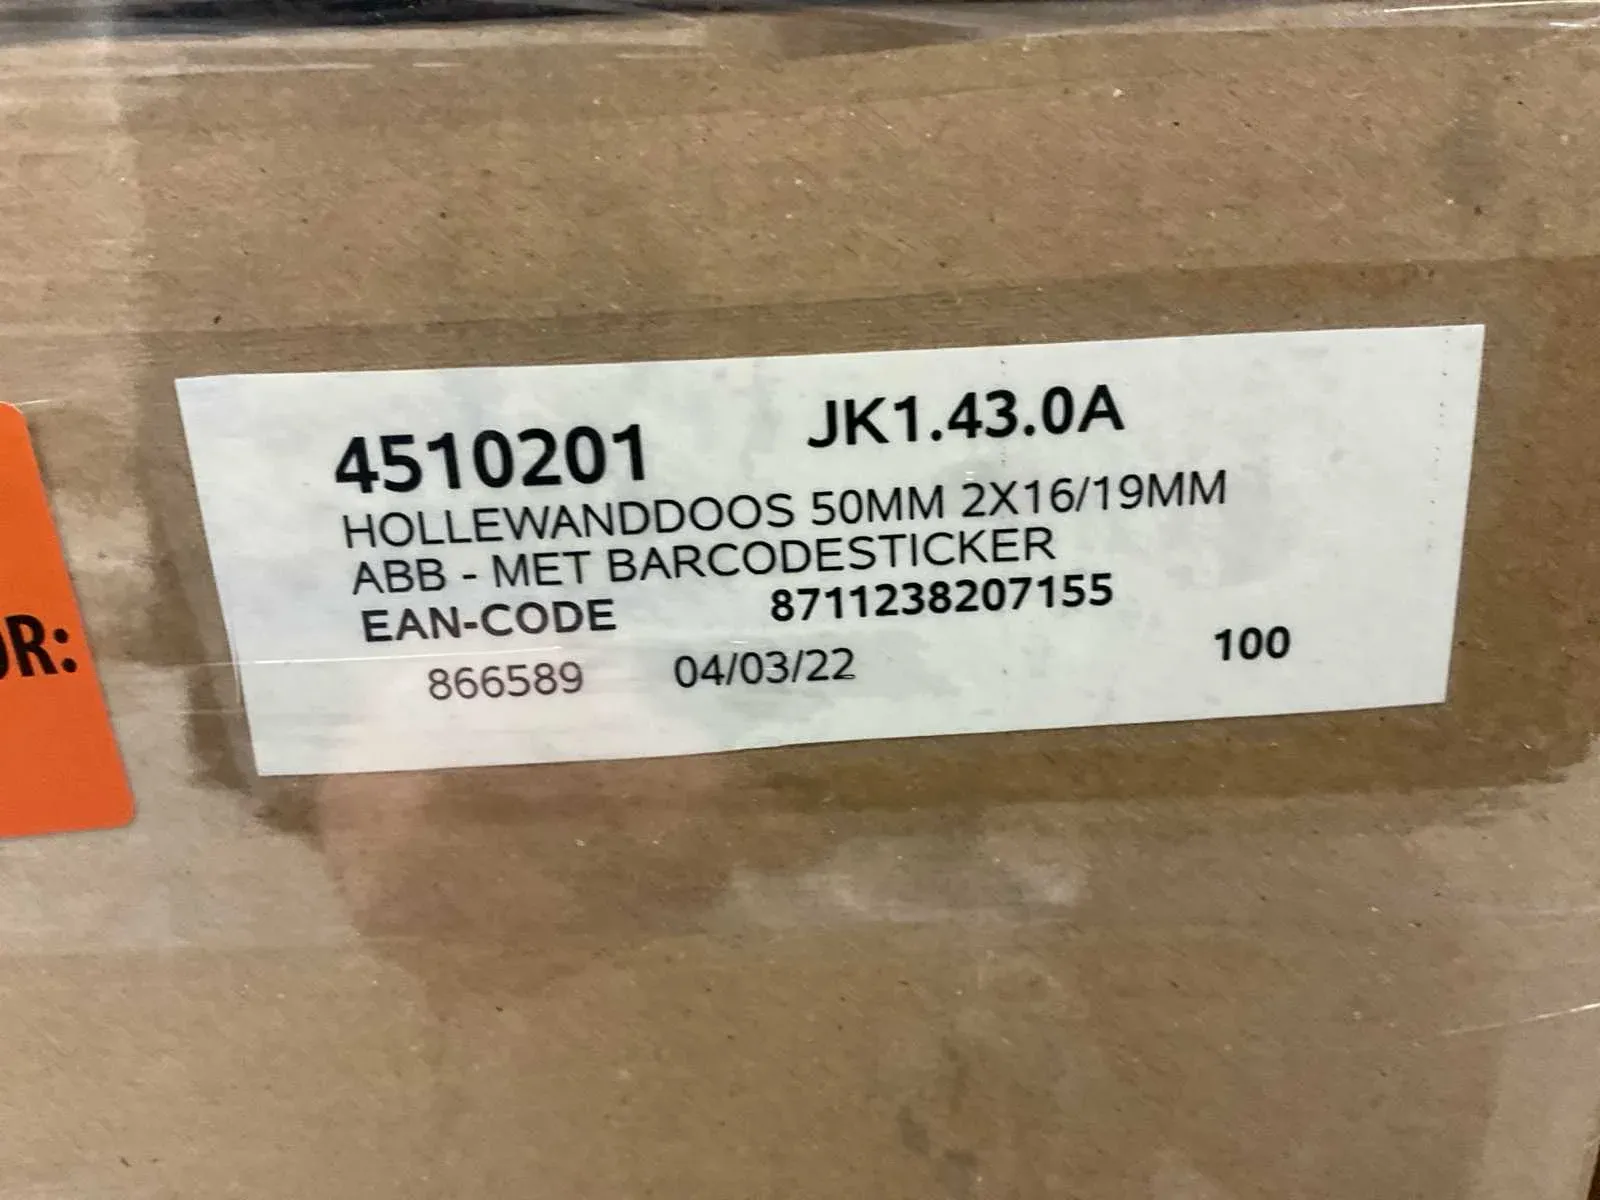 4510201 JK1.43.0A
HOLLEWANDDOOS 50MM 2X16/19MM
ABB - MET BARCODESTICKER
EAN-CODE 8711238207155
866589 04/03/22 100
R: